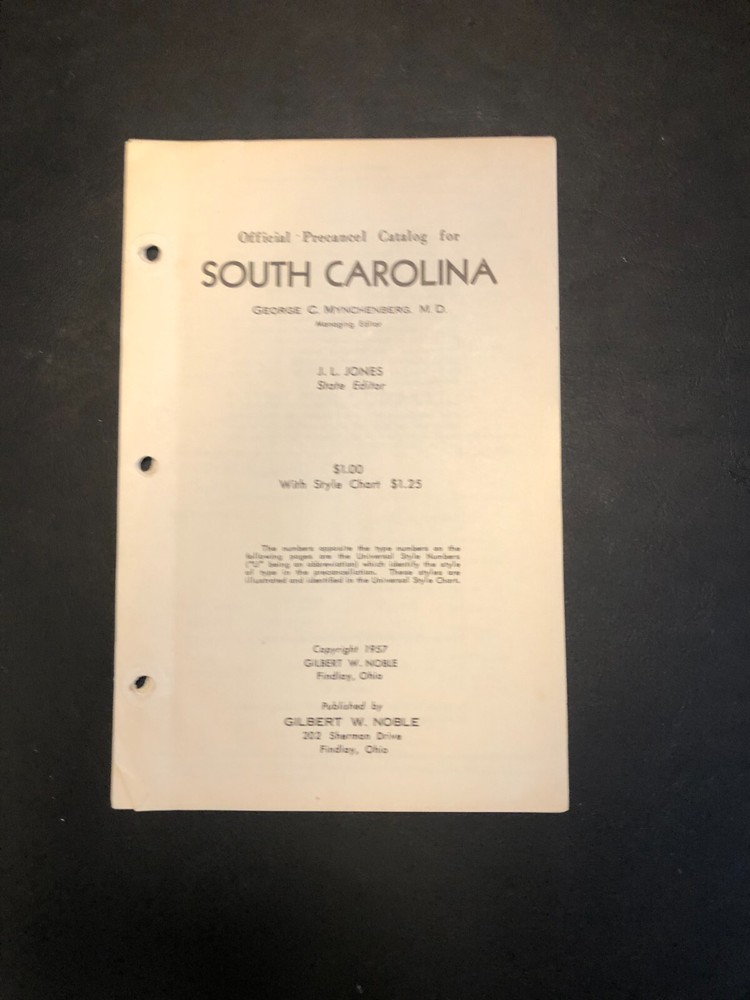 Official Precancel Catalog for
SOUTH CAROLINA
GEORGE C. MYNCHENBERG, M. D.
Managing Editor
J. L. JONES
State Editor
$1.00
With Style Chart $1.25
The numbers opposite the type numbers on the
following pages are the Universal Style Numbers
("U" being an abbreviation) which identify the style
of type in the precancellation. These styles are
illustrated and identified in the Universal Style Chart.
Copyright 1957
GILBERT W. NOBLE
Findlay, Ohio
Published by
GILBERT W. NOBLE
202 Sherman Drive
Findlay, Ohio